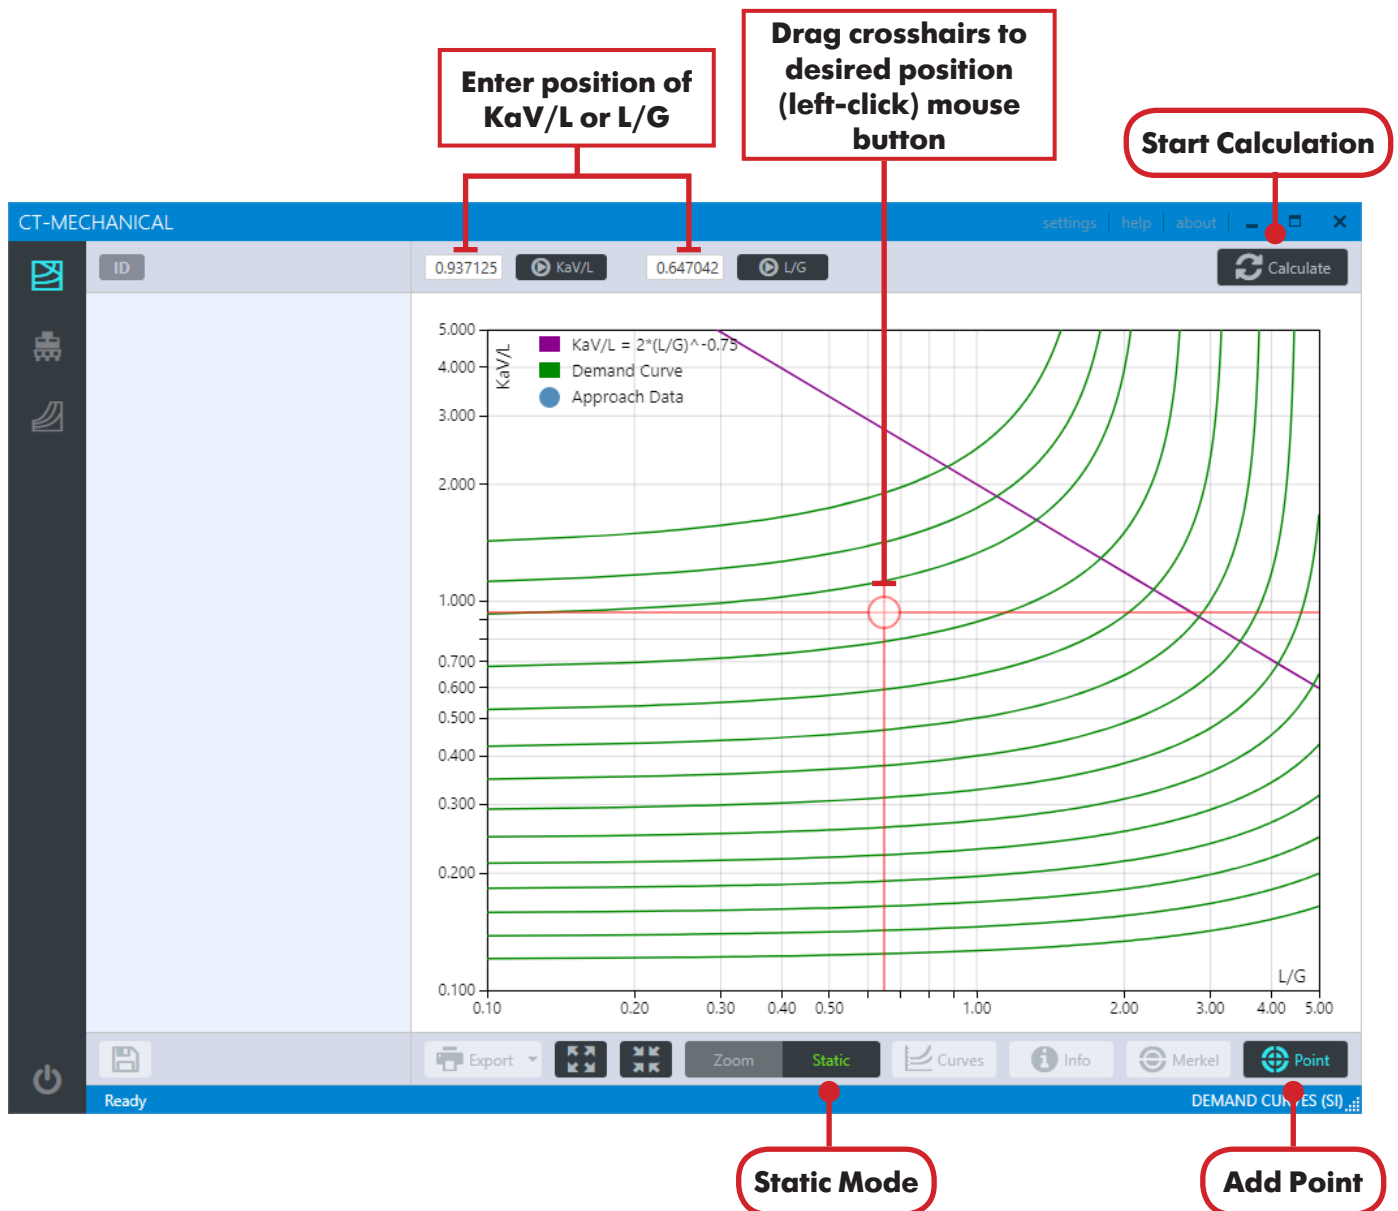 Drag crosshairs to
desired position
(left-click) mouse
button
Enter position of
KaV/L or L/G
Start Calculation
CT-MECHANICAL
settings | help | about
ID
0.937125
KaV/L
0.647042
L/G
Calculate
5.000
4.000
3.000
2.000
1.000
0.700
0.600
0.500
0.400
0.300
0.200
0.100
KaV/L
KaV/L = 2*(L/G)^-0.75
Demand Curve
Approach Data
L/G
0.10 0.20 0.30 0.40 0.50 1.00 2.00 3.00 4.00 5.00
Export
Zoom
Static
Curves
Info
Merkel
Point
Ready
DEMAND CURVES (SI)
Static Mode
Add Point